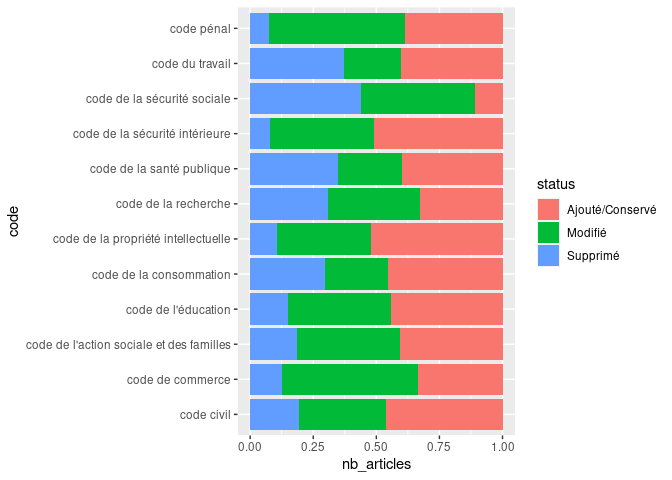 code pénal
code du travail
code de la sécurité sociale
code de la sécurité intérieure
code de la santé publique
code de la recherche
code de la propriété intellectuelle
code de la consommation
code de l'éducation
code de l'action sociale et des familles
code de commerce
code civil
code
0.00 0.25 0.50 0.75 1.00
nb_articles
status
Ajouté/Conservé
Modifié
Supprimé